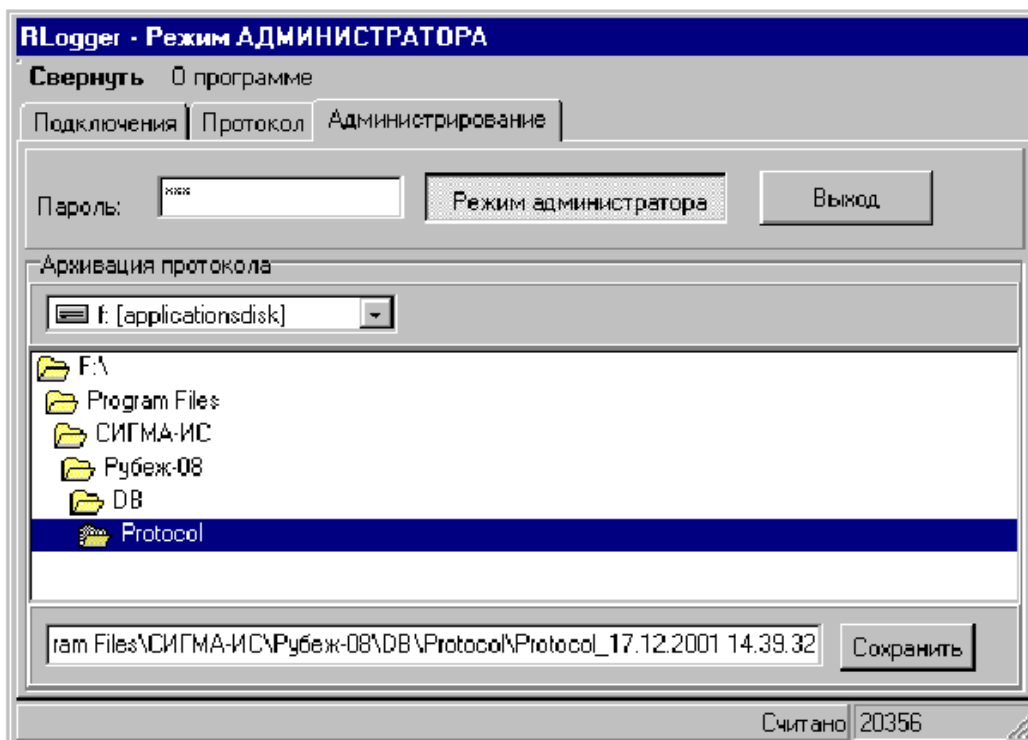 RLogger - Режим АДМИНИСТРАТОРА
Свернуть О программе
Подключения Протокол Администрирование
Пароль: *** Режим администратора Выход
Архивация протокола
f: [applicationsdisk]
F:\
Program Files
СИГМА-ИС
Рубеж-08
DB
Protocol
ram Files\СИГМА-ИС\Рубеж-08\DB\Protocol\Protocol_17.12.2001 14.39.32 Сохранить
Считано 20356